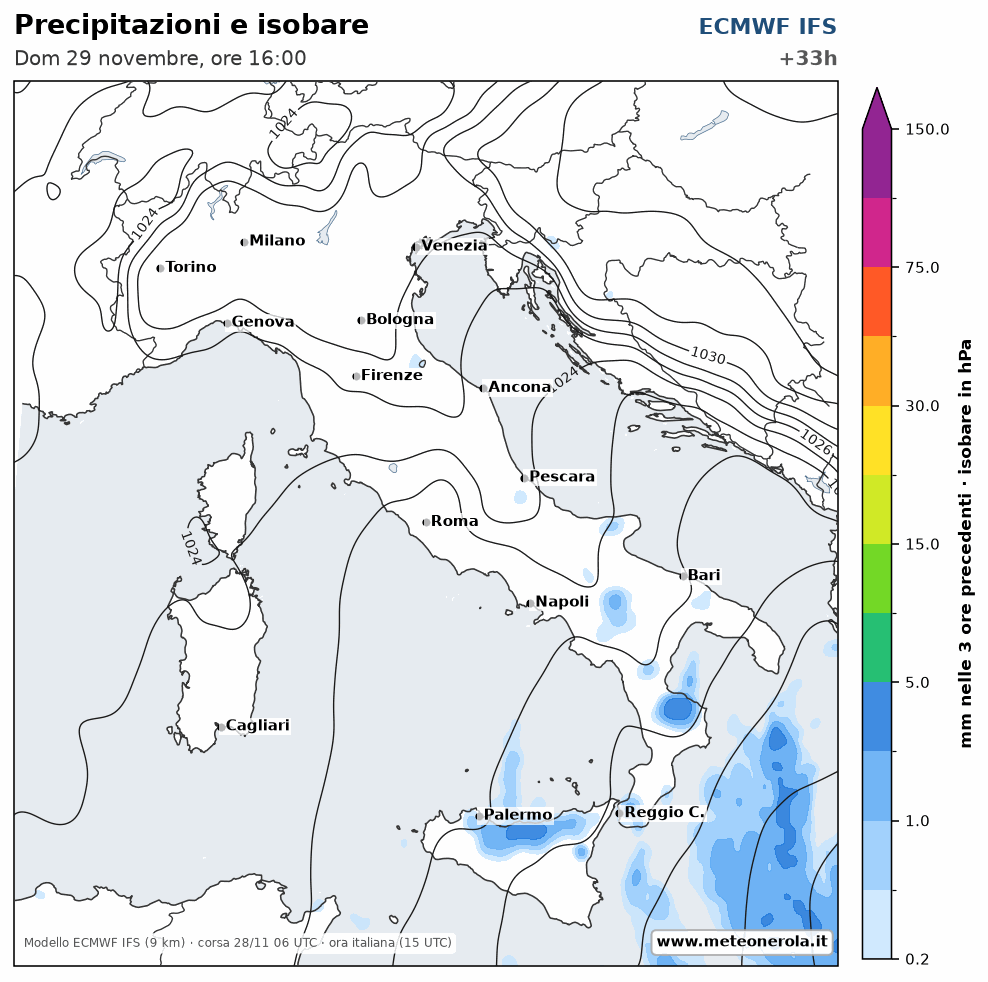 Precipitazioni e isobare
ECMWF IFS
Dom 29 novembre, ore 16:00
+33h
1024
1024
Milano
Venezia
Torino
Genova
Bologna
1030
Firenze
Ancona
1024
1026
Pescara
Roma
1024
Bari
Napoli
Cagliari
Palermo
Reggio C.
150.0
75.0
30.0
15.0
5.0
1.0
0.2
mm nelle 3 ore precedenti · isobare in hPa
Modello ECMWF IFS (9 km) · corsa 28/11 06 UTC · ora italiana (15 UTC)
www.meteonerola.it